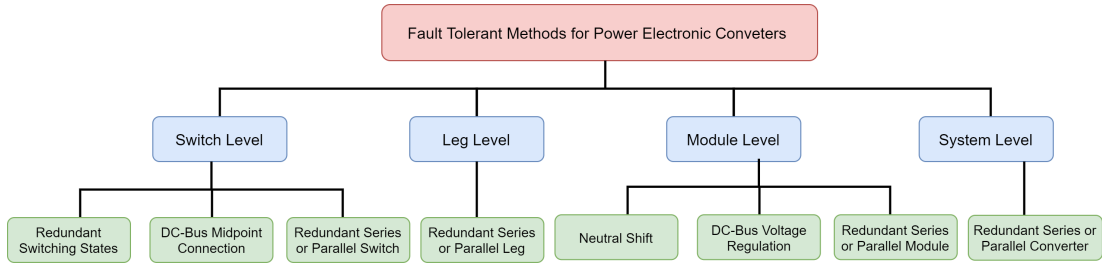 Fault Tolerant Methods for Power Electronic Conveters
Switch Level
Leg Level
Module Level
System Level
Redundant
Switching States
DC-Bus Midpoint
Connection
Redundant Series
or Parallel Switch
Redundant Series
or Parallel Leg
Neutral Shift
DC-Bus Voltage
Regulation
Redundant Series
or Parallel Module
Redundant Series or
Parallel Converter